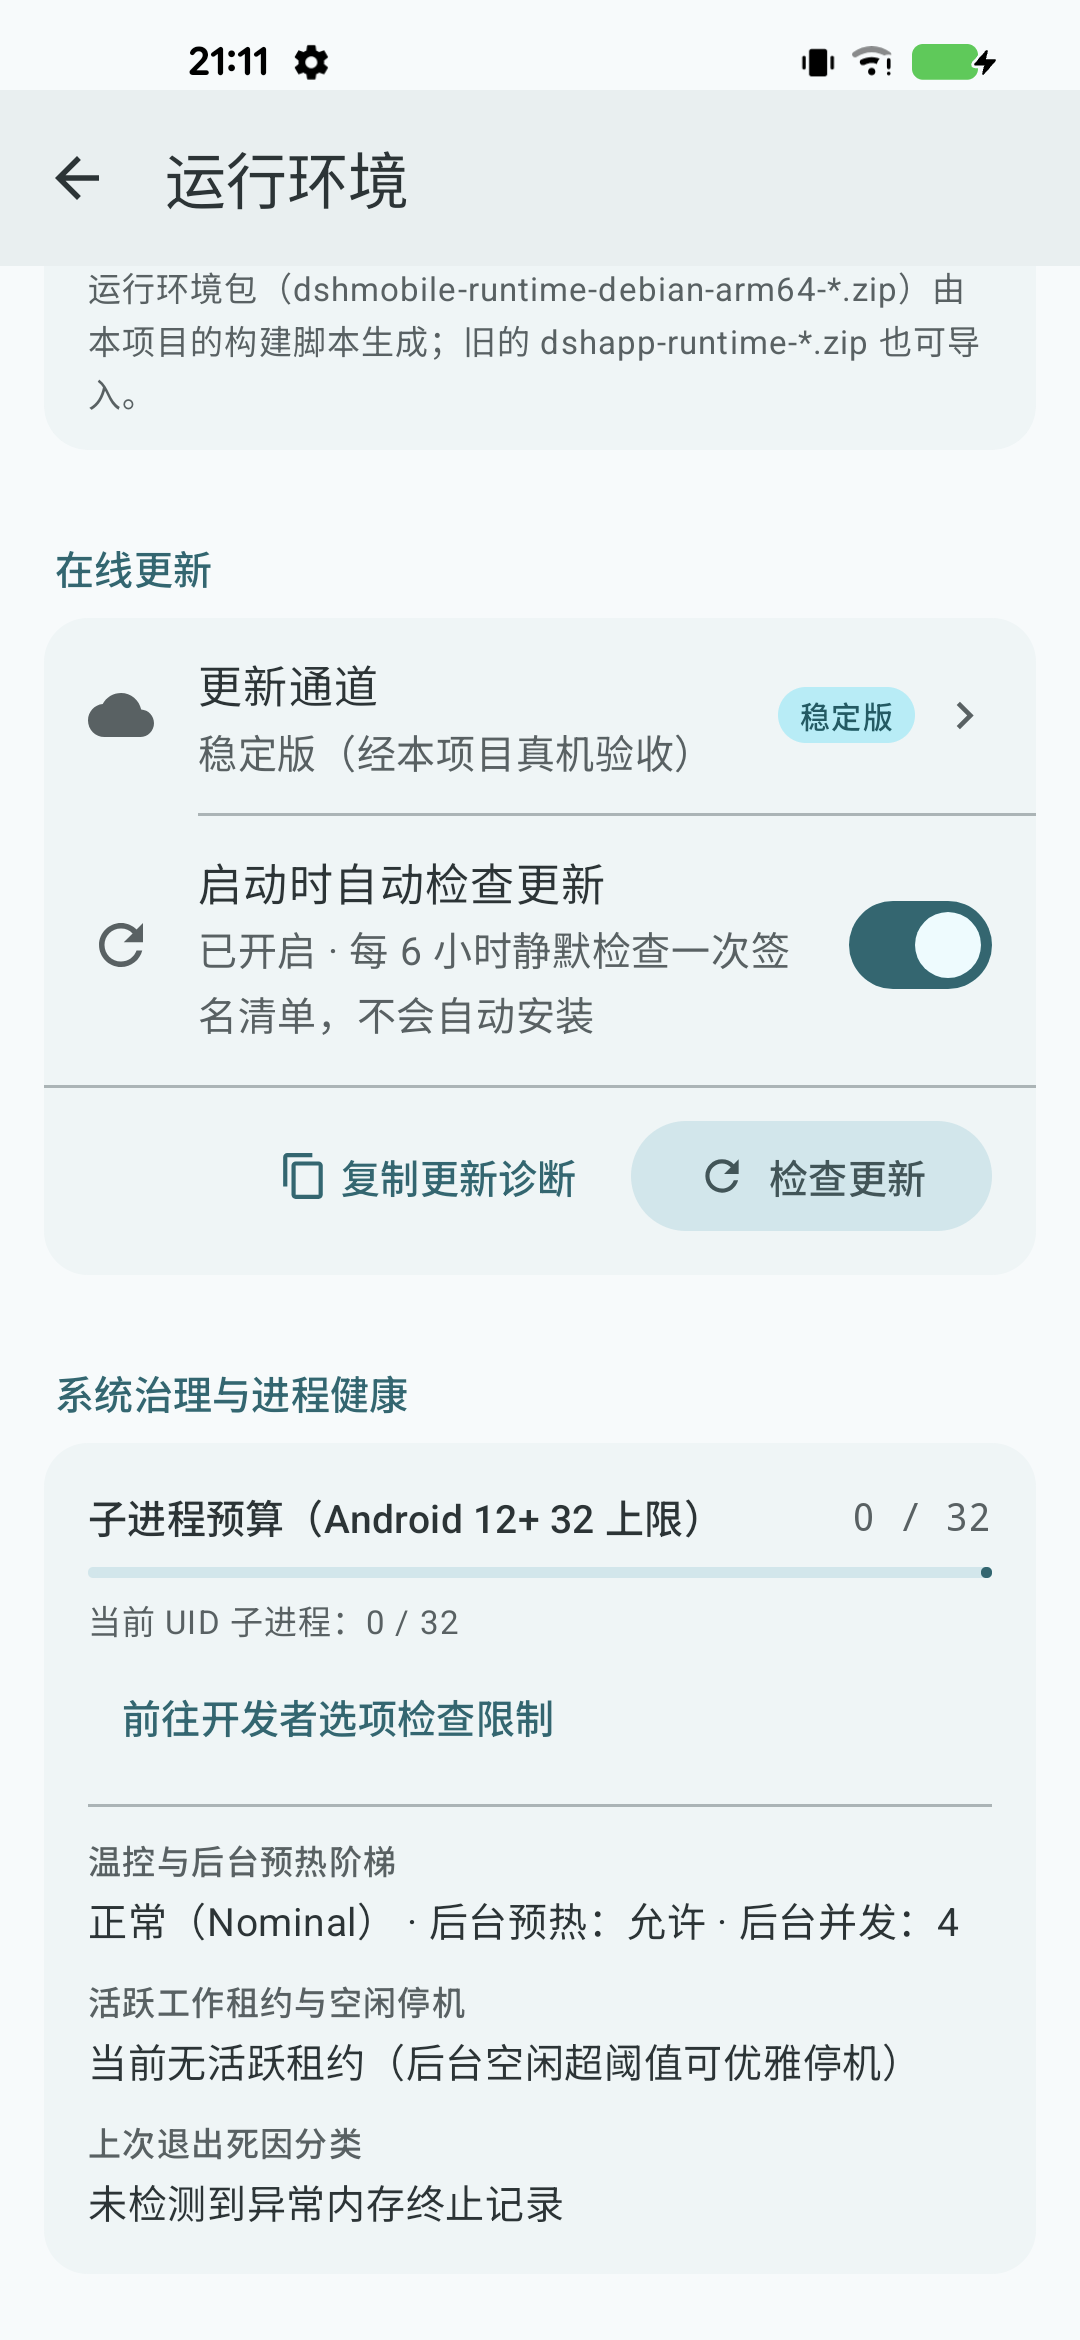 21:11
运行环境
运行环境包（dshmobile-runtime-debian-arm64-*.zip）由
本项目的构建脚本生成；旧的 dshapp-runtime-*.zip 也可导
入。
在线更新
更新通道
稳定版（经本项目真机验收）
稳定版
启动时自动检查更新
已开启 · 每 6 小时静默检查一次签
名清单，不会自动安装
复制更新诊断
检查更新
系统治理与进程健康
子进程预算（Android 12+ 32 上限）
0 / 32
当前 UID 子进程：0 / 32
前往开发者选项检查限制
温控与后台预热阶梯
正常（Nominal） · 后台预热：允许 · 后台并发：4
活跃工作租约与空闲停机
当前无活跃租约（后台空闲超阈值可优雅停机）
上次退出死因分类
未检测到异常内存终止记录